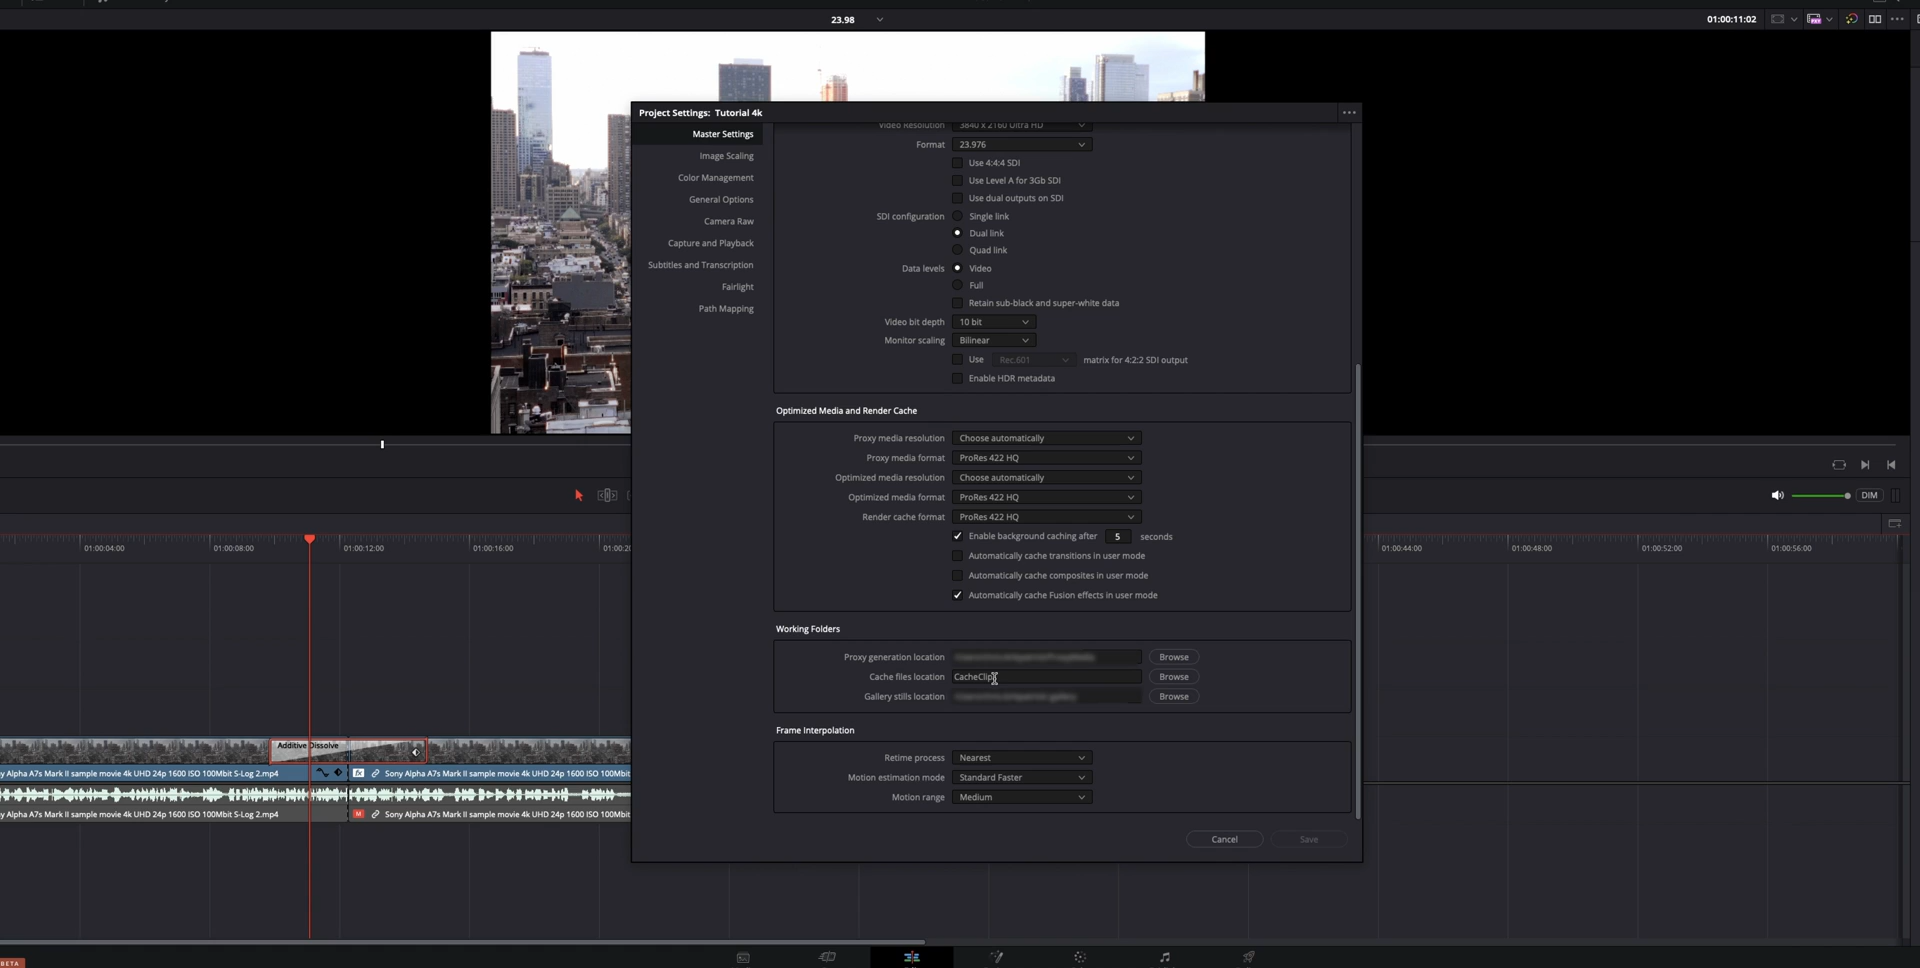 23.98
01:00:11:02
Project Settings: Tutorial 4k
Master Settings
Image Scaling
Color Management
General Options
Camera Raw
Capture and Playback
Subtitles and Transcription
Fairlight
Path Mapping
Video Resolution 3840 x 2160 Ultra HD
Format 23.976
Use 4:4:4 SDI
Use Level A for 3Gb SDI
Use dual outputs on SDI
SDI configuration Single link
Dual link
Quad link
Data levels Video
Full
Retain sub-black and super-white data
Video bit depth 10 bit
Monitor scaling Bilinear
Use Rec.601 matrix for 4:2:2 SDI output
Enable HDR metadata
Optimized Media and Render Cache
Proxy media resolution Choose automatically
Proxy media format ProRes 422 HQ
Optimized media resolution Choose automatically
Optimized media format ProRes 422 HQ
Render cache format ProRes 422 HQ
Enable background caching after 5 seconds
Automatically cache transitions in user mode
Automatically cache composites in user mode
Automatically cache Fusion effects in user mode
Working Folders
Proxy generation location Browse
Cache files location CacheClip Browse
Gallery stills location Browse
Frame Interpolation
Retime process Nearest
Motion estimation mode Standard Faster
Motion range Medium
Cancel Save
DIM
01:00:04:00 01:00:08:00 01:00:12:00 01:00:16:00 01:00:20 01:00:44:00 01:00:48:00 01:00:52:00 01:00:56:00
Additive Dissolve
y Alpha A7s Mark II sample movie 4k UHD 24p 1600 ISO 100Mbit S-Log 2.mp4 fx Sony Alpha A7s Mark II sample movie 4k UHD 24p 1600 ISO 100Mbit
y Alpha A7s Mark II sample movie 4k UHD 24p 1600 ISO 100Mbit S-Log 2.mp4 M Sony Alpha A7s Mark II sample movie 4k UHD 24p 1600 ISO 100Mbit
BETA